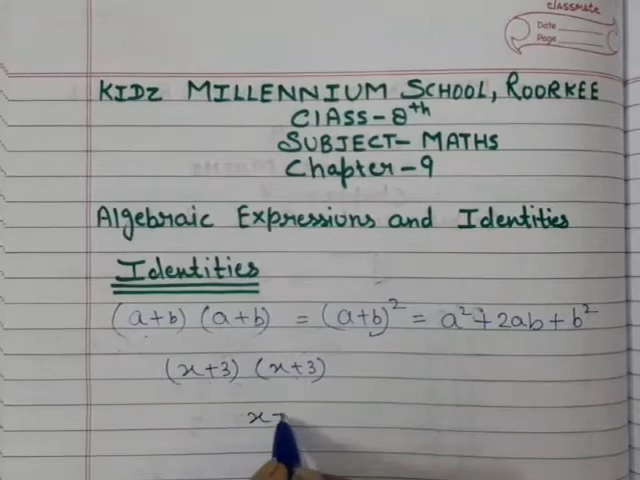 classmate
Date
Page
KIDZ MILLENNIUM SCHOOL, ROORKEE
CLASS-8th
SUBJECT- MATHS
Chapter-9
Algebraic Expressions and Identities
Identities
(a+b) (a+b) = (a+b)² = a²+2ab+b²
(x+3) (x+3)
x